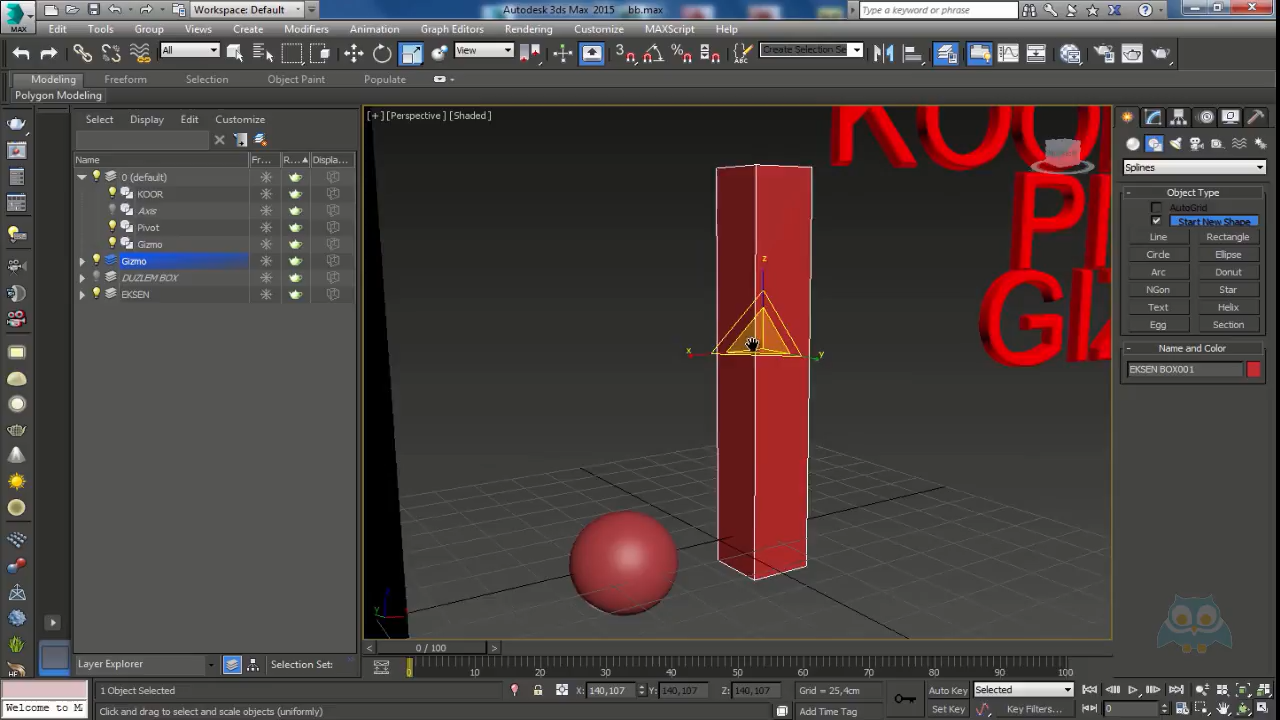 MAX
Workspace: Default
Autodesk 3ds Max 2015    bb.max
Type a keyword or phrase
Edit Tools Group Views Create Modifiers Animation Graph Editors Rendering Customize MAXScript Help
All
View
Create Selection Se
ABC
Modeling Freeform Selection Object Paint Populate
Polygon Modeling
Select Display Edit Customize
Name Fr... R... Displa...
0 (default)
KOOR
Axis
Pivot
Gizmo
Gizmo
DUZLEM BOX
EKSEN
[+] [Perspective] [Shaded]
z
x
y
y
Splines
Object Type
AutoGrid
Start New Shape
Line Rectangle
Circle Ellipse
Arc Donut
NGon Star
Text Helix
Egg Section
Name and Color
EKSEN BOX001
0 / 100
Layer Explorer
Selection Set:
0 10 20 30 40 50 60 70 80 90 100
1 Object Selected
X: 140,107 Y: 140,107 Z: 140,107
Grid = 25,4cm
Auto Key
Selected
Welcome to M
Click and drag to select and scale objects (uniformly)
Add Time Tag
Set Key
Key Filters...
0